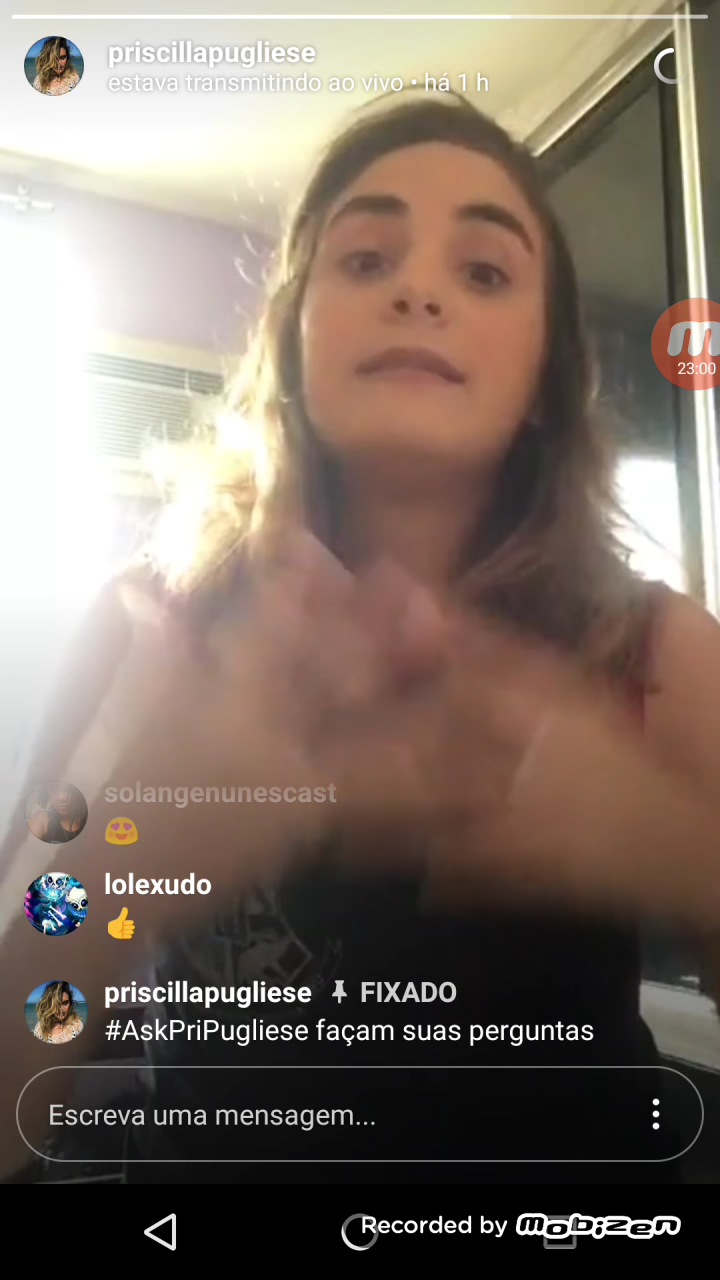 priscillapugliese
estava transmitindo ao vivo • há 1 h
23:00
solangenunescast
😍
lolexudo
👍
priscillapugliese FIXADO
#AskPriPugliese façam suas perguntas
Escreva uma mensagem...
Recorded by mobizen